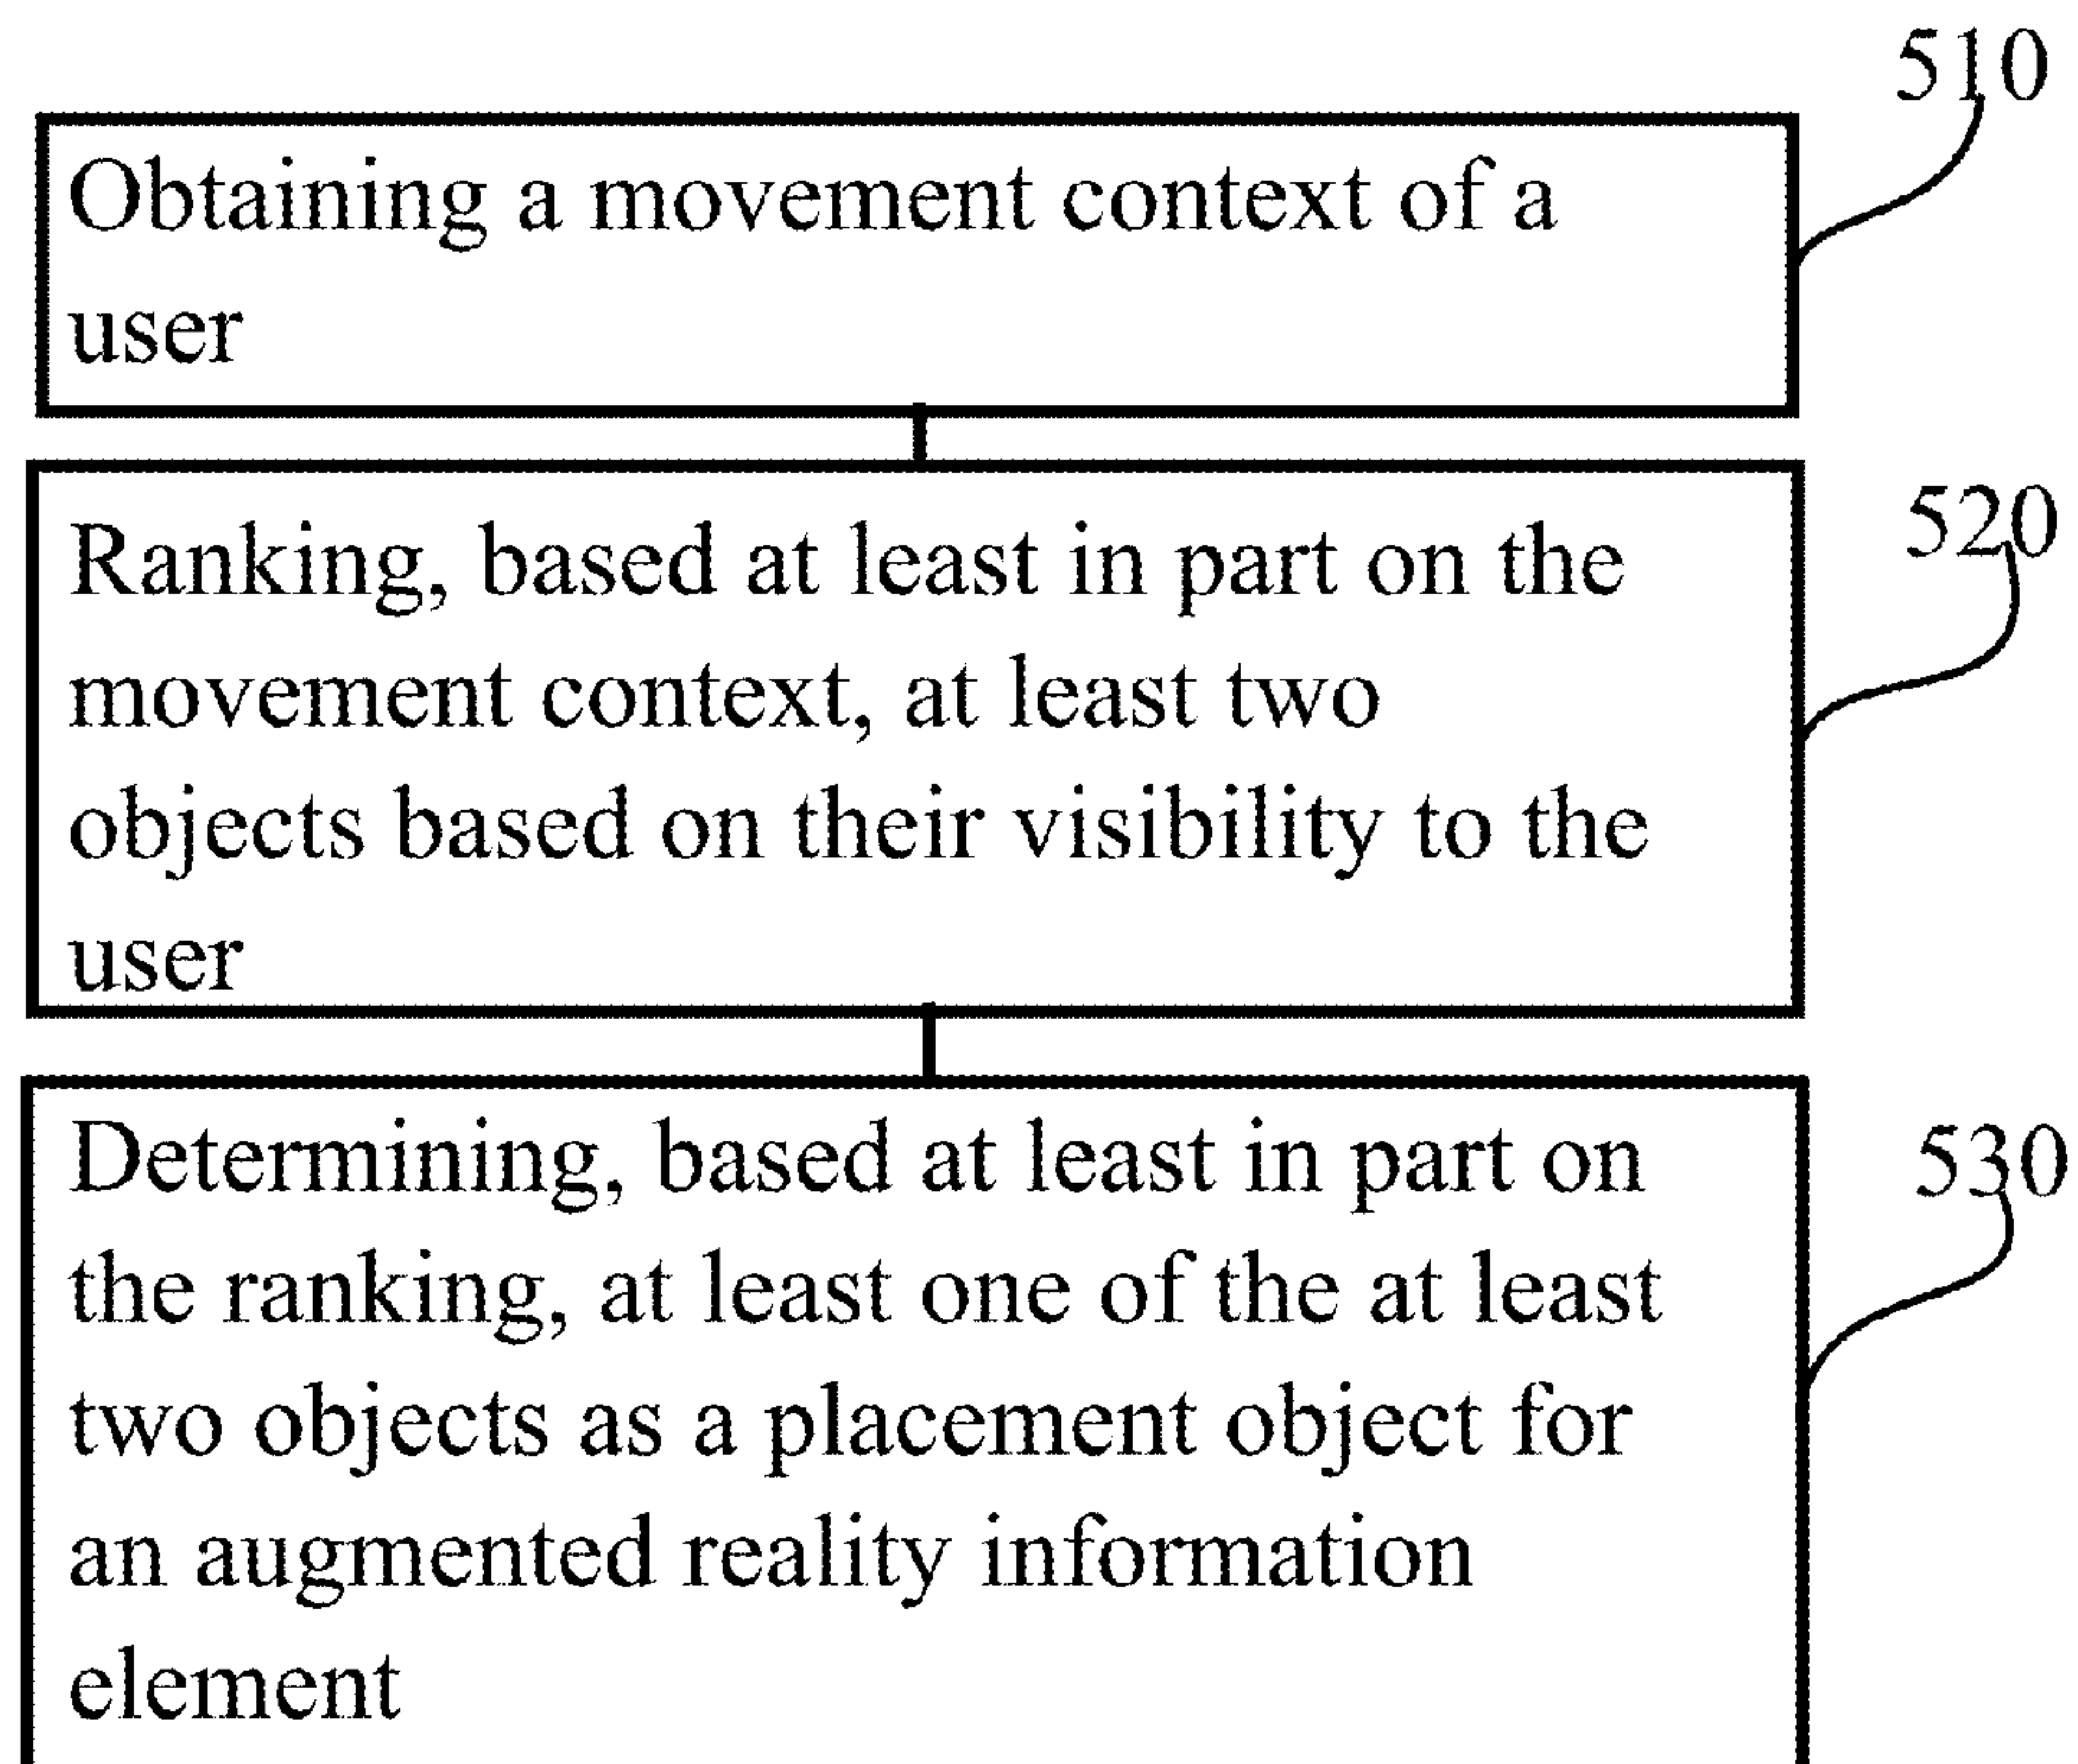 510
Obtaining a movement context of a
user
520
Ranking, based at least in part on the
movement context, at least two
objects based on their visibility to the
user
530
Determining, based at least in part on
the ranking, at least one of the at least
two objects as a placement object for
an augmented reality information
element